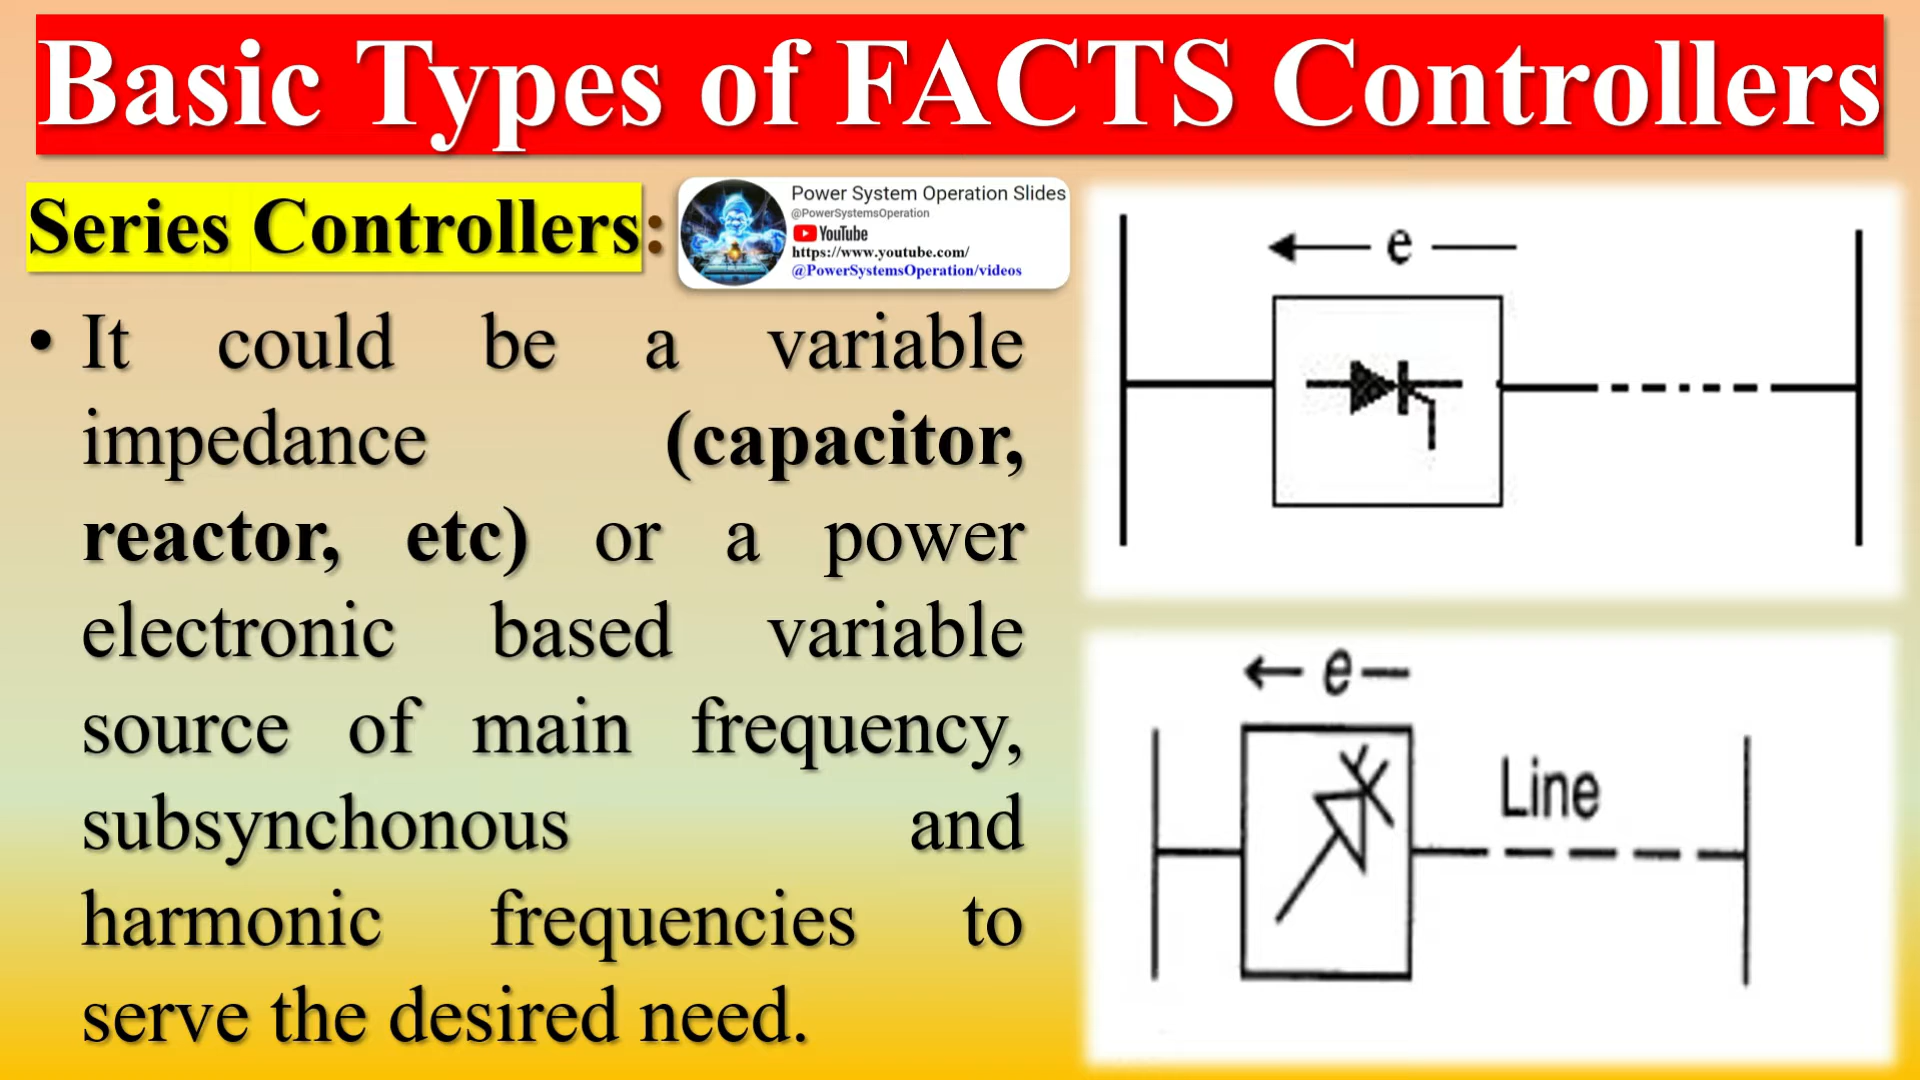 Basic Types of FACTS Controllers
Series Controllers:
Power System Operation Slides
@PowerSystemsOperation
YouTube
https://www.youtube.com/
@PowerSystemsOperation/videos
• It could be a variable
impedance (capacitor,
reactor, etc) or a power
electronic based variable
source of main frequency,
subsynchonous and
harmonic frequencies to
serve the desired need.
e
e
Line